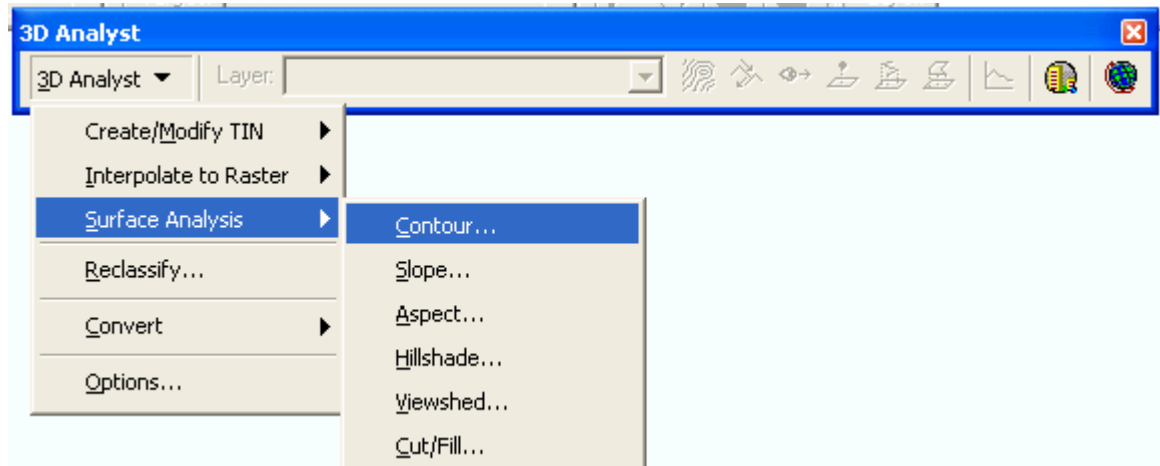 3D Analyst
3D Analyst Layer:
Create/Modify TIN
Interpolate to Raster
Surface Analysis
Reclassify...
Convert
Options...
Contour...
Slope...
Aspect...
Hillshade...
Viewshed...
Cut/Fill...